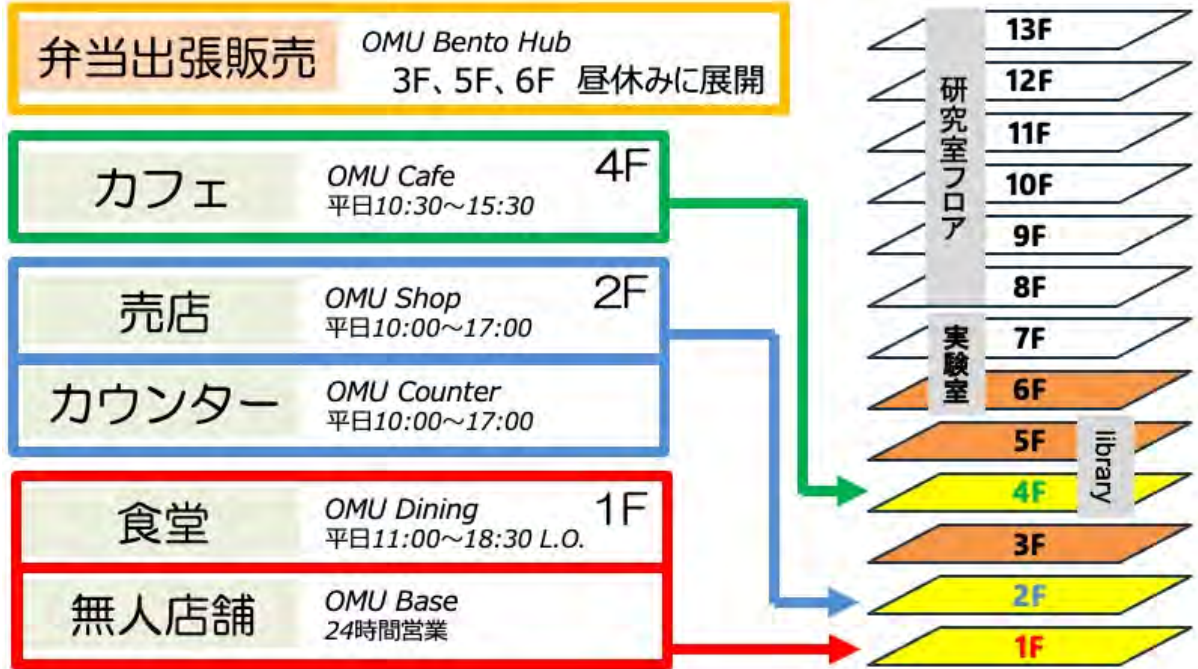 弁当出張販売
OMU Bento Hub
3F、5F、6F 昼休みに展開
カフェ
OMU Cafe
平日10:30～15:30
4F
売店
OMU Shop
平日10:00～17:00
2F
カウンター
OMU Counter
平日10:00～17:00
食堂
OMU Dining
平日11:00～18:30 L.O.
1F
無人店舗
OMU Base
24時間営業
13F
12F
11F
10F
9F
8F
7F
6F
5F
4F
3F
2F
1F
研究室フロア
実験室
library